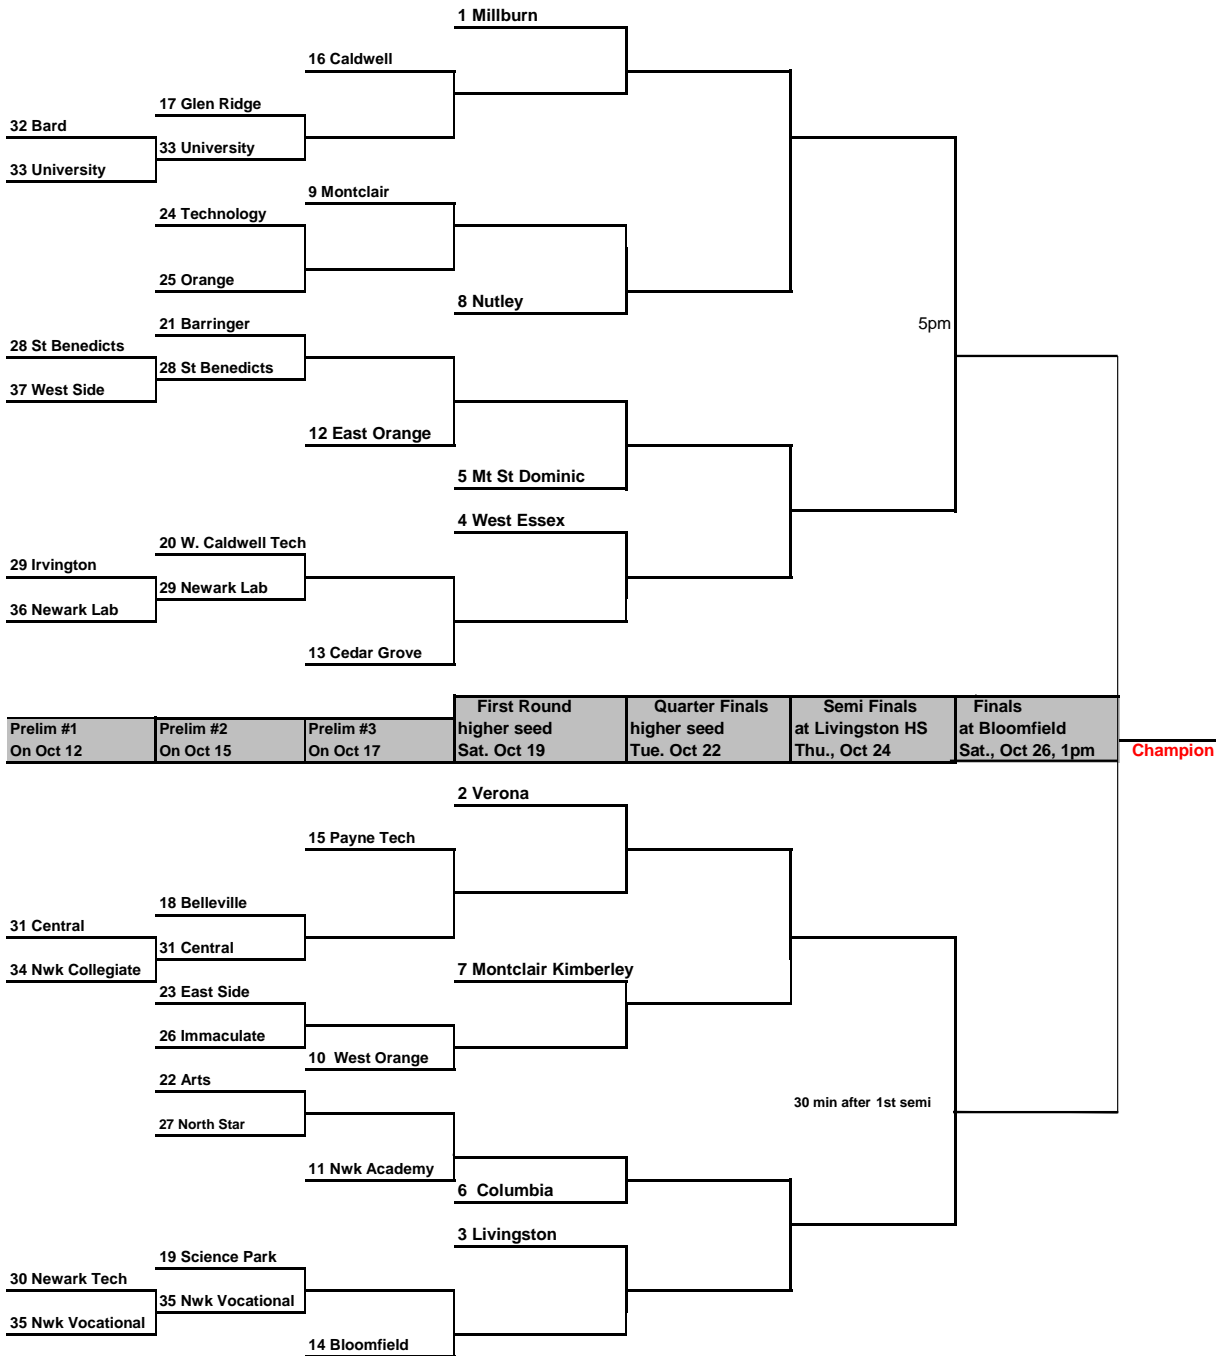 1 Millburn
16 Caldwell
17 Glen Ridge
32 Bard
33 University
33 University
9 Montclair
24 Technology
25 Orange
8 Nutley
21 Barringer
5pm
28 St Benedicts
28 St Benedicts
37 West Side
12 East Orange
5 Mt St Dominic
4 West Essex
20 W. Caldwell Tech
29 Irvington
29 Newark Lab
36 Newark Lab
13 Cedar Grove
Prelim #1
On Oct 12
Prelim #2
On Oct 15
Prelim #3
On Oct 17
First Round
higher seed
Sat. Oct 19
Quarter Finals
higher seed
Tue. Oct 22
Semi Finals
at Livingston HS
Thu., Oct 24
Finals
at Bloomfield
Sat., Oct 26, 1pm
Champion
2 Verona
15 Payne Tech
18 Belleville
31 Central
31 Central
34 Nwk Collegiate
7 Montclair Kimberley
23 East Side
26 Immaculate
10 West Orange
22 Arts
30 min after 1st semi
27 North Star
11 Nwk Academy
6 Columbia
3 Livingston
19 Science Park
30 Newark Tech
35 Nwk Vocational
35 Nwk Vocational
14 Bloomfield